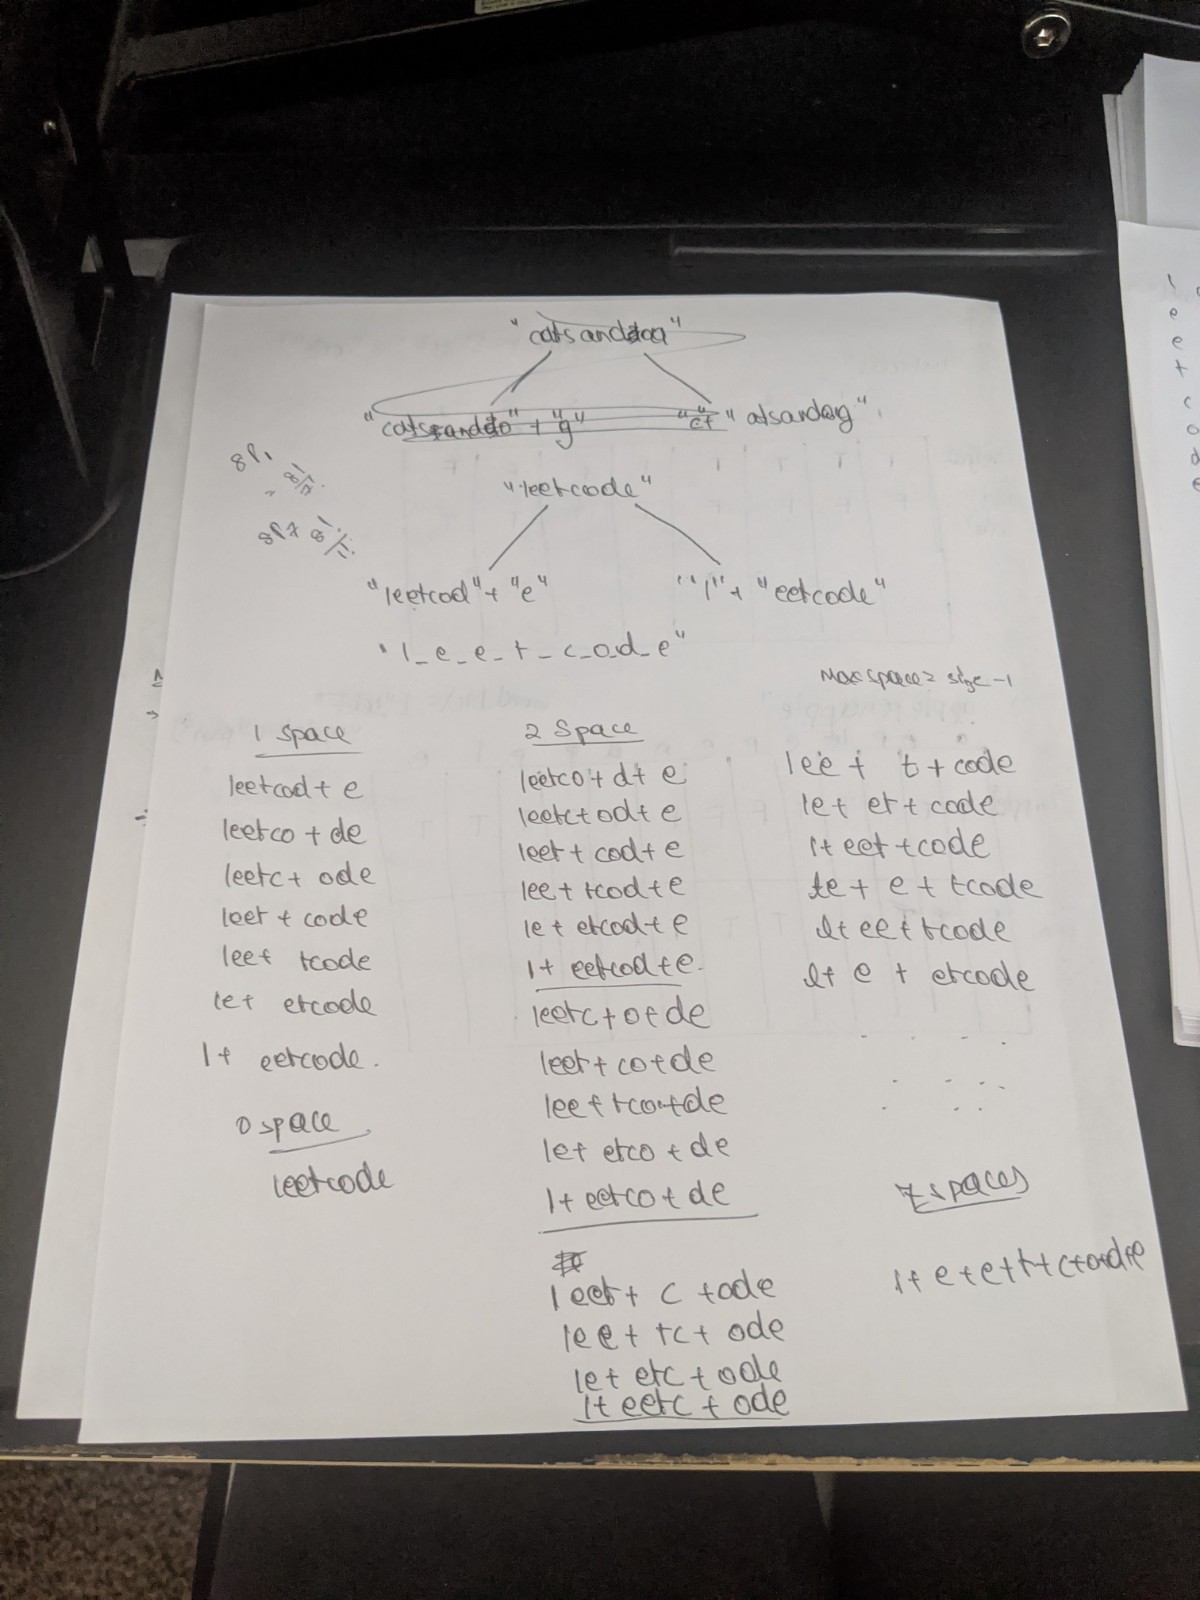 "catsanddog"
"catsanddo" + "g" "c" + "atsandog"
8P1
"leetcode"
"leetcod" + "e" "l" + "eetcode"
"l_e_e_t_c_o_d_e"
Max space = size -1
1 space
leetcod + e
leetco + de
leetc + ode
leet + code
lee+ tcode
le+ etcode
l+ eetcode.
0 space
leetcode
2 Space
leetco + d + e
leetc + od + e
leet + cod + e
lee + tcod + e
le + etcod + e
l + eetcod + e.
leetc + o + de
leet + co + de
lee + tco + de
le + etco + de
l + eetco + de
leet + c + ode
lee + tc + ode
le + etc + ode
l + eetc + ode
lee + t + code
le + et + code
l + eet + code
le + e + tcode
l + ee + tcode
l + e + etcode
7 spaces
l + e + e + t + c + o + d + e
l
e
e
t
c
o
d
e